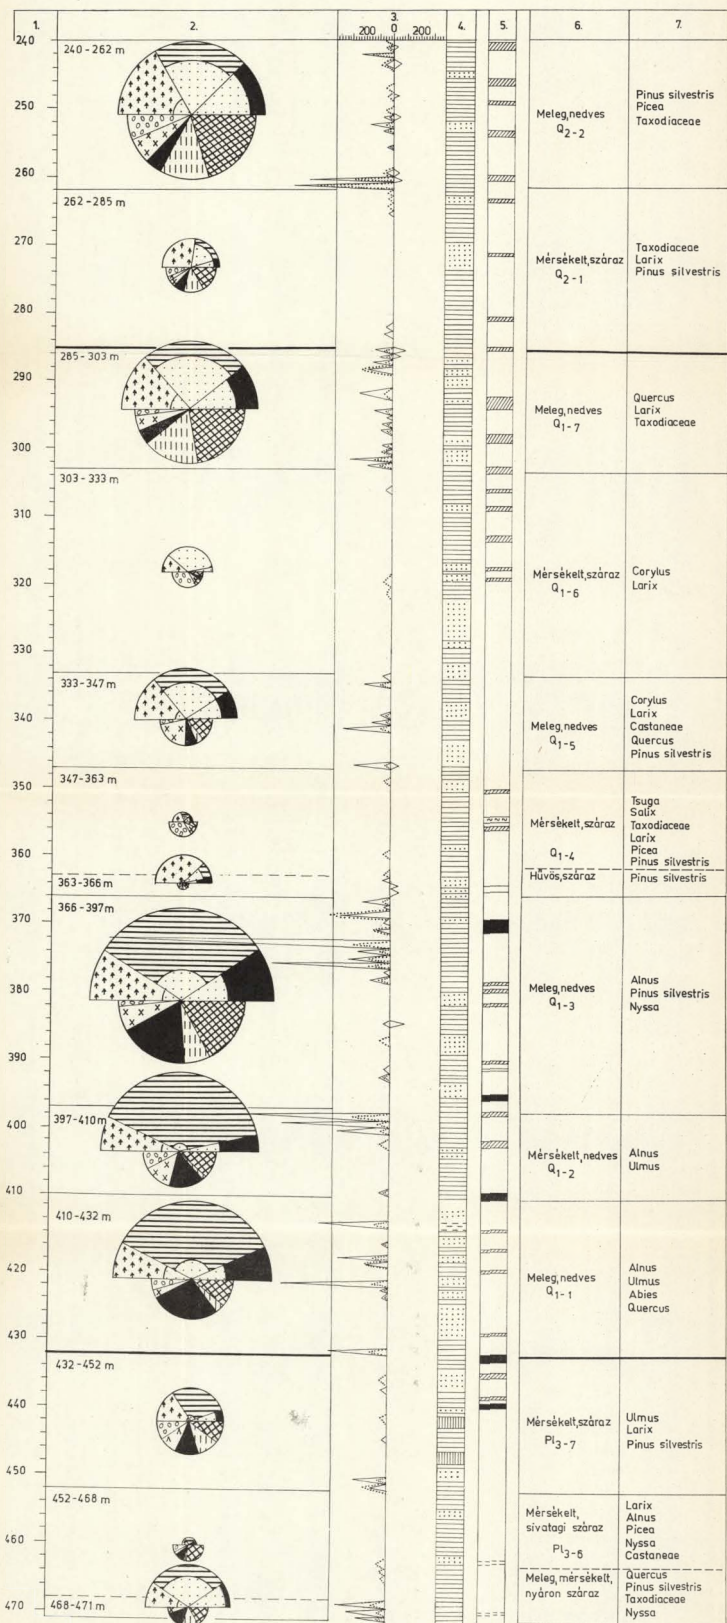 1. 2. 3. 4. 5. 6. 7.
200 0 200
240
240-262 m
Pinus silvestris
Picea
Taxodiaceae
250
Meleg, nedves
Q2-2
260
262-285 m
270
Mérsékelt,száraz
Q2-1
Taxodiaceae
Larix
Pinus silvestris
280
285-303 m
290
Meleg, nedves
Q1-7
Quercus
Larix
Taxodiaceae
300
303-333 m
310
320
Mérsékelt,száraz
Q1-6
Corylus
Larix
330
333-347 m
340
Meleg, nedves
Q1-5
Corylus
Larix
Castaneae
Quercus
Pinus silvestris
347-363 m
350
Mérsékelt, száraz
Q1-4
Tsuga
Salix
Taxodiaceae
Larix
Picea
Pinus silvestris
360
363-366 m
Hűvös, száraz
Pinus silvestris
366-397 m
370
380
Meleg, nedves
Q1-3
Alnus
Pinus silvestris
Nyssa
390
397-410 m
400
Mérsékelt, nedves
Q1-2
Alnus
Ulmus
410
410-432 m
420
Meleg, nedves
Q1-1
Alnus
Ulmus
Abies
Quercus
430
432-452 m
440
Mérsékelt,száraz
Pl3-7
Ulmus
Larix
Pinus silvestris
450
452-468 m
460
Mérsékelt,
sivatagi száraz
Pl3-6
Larix
Alnus
Picea
Nyssa
Castaneae
468-471 m
470
Meleg, mérsékelt,
nyáron száraz
Quercus
Pinus silvestris
Taxodiaceae
Nyssa